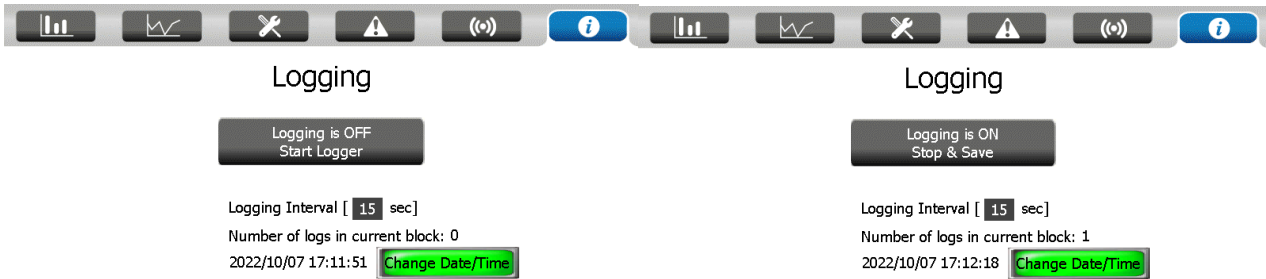 Logging
Logging is OFF
Start Logger
Logging Interval [ 15 sec]
Number of logs in current block: 0
2022/10/07 17:11:51 Change Date/Time
Logging
Logging is ON
Stop & Save
Logging Interval [ 15 sec]
Number of logs in current block: 1
2022/10/07 17:12:18 Change Date/Time